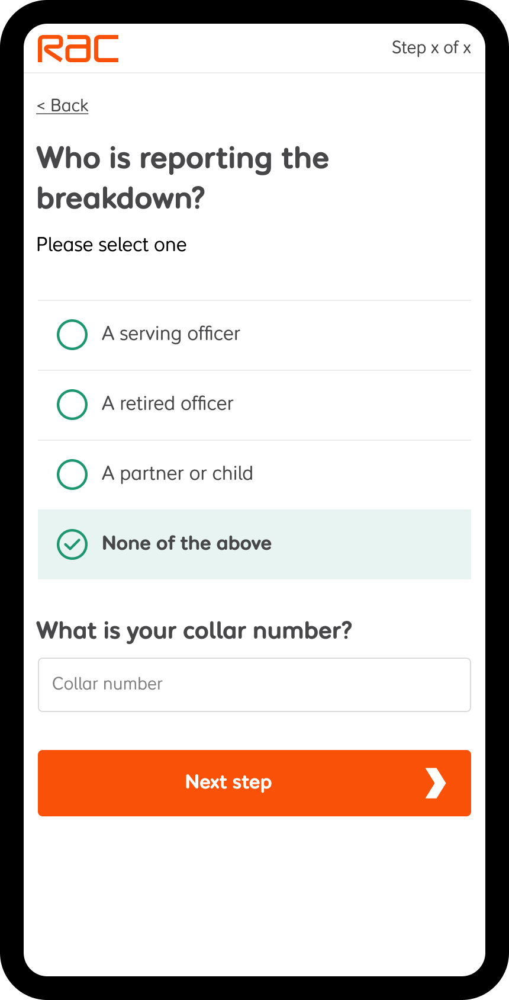 RAC
Step x of x
< Back
Who is reporting the
breakdown?
Please select one
A serving officer
A retired officer
A partner or child
None of the above
What is your collar number?
Collar number
Next step